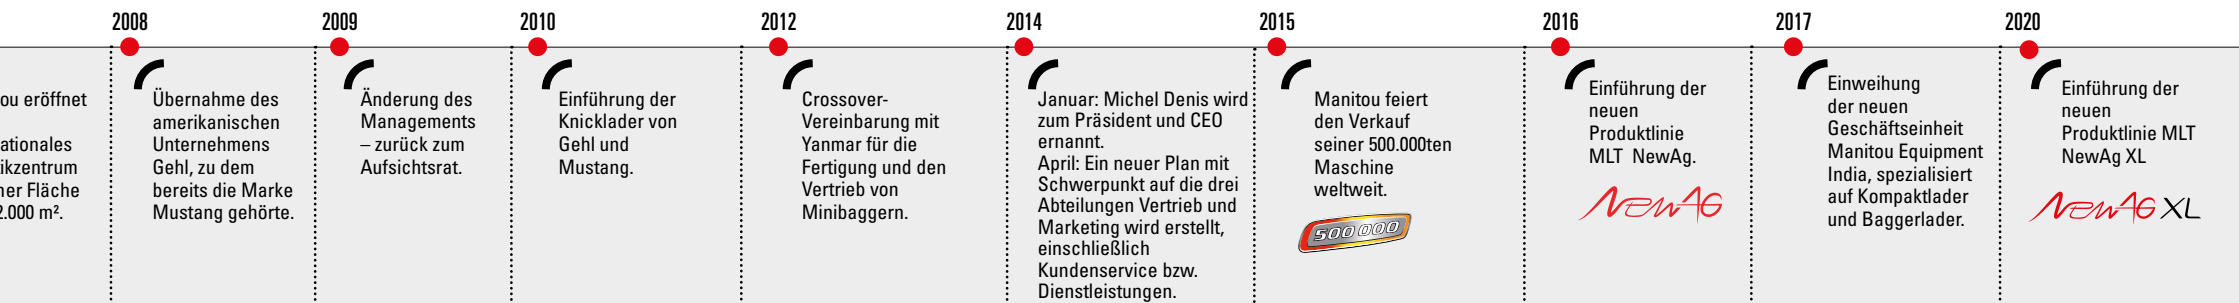 ou eröffnet
ationales
ikzentrum
ner Fläche
2.000 m².
2008
Übernahme des
amerikanischen
Unternehmens
Gehl, zu dem
bereits die Marke
Mustang gehörte.
2009
Änderung des
Managements
– zurück zum
Aufsichtsrat.
2010
Einführung der
Knicklader von
Gehl und
Mustang.
2012
Crossover-
Vereinbarung mit
Yanmar für die
Fertigung und den
Vertrieb von
Minibaggern.
2014
Januar: Michel Denis wird
zum Präsident und CEO
ernannt.
April: Ein neuer Plan mit
Schwerpunkt auf die drei
Abteilungen Vertrieb und
Marketing wird erstellt,
einschließlich
Kundenservice bzw.
Dienstleistungen.
2015
Manitou feiert
den Verkauf
seiner 500.000ten
Maschine
weltweit.
500 000
2016
Einführung der
neuen
Produktlinie
MLT NewAg.
NewAG
2017
Einweihung
der neuen
Geschäftseinheit
Manitou Equipment
India, spezialisiert
auf Kompaktlader
und Baggerlader.
2020
Einführung der
neuen
Produktlinie MLT
NewAg XL
NewAG XL